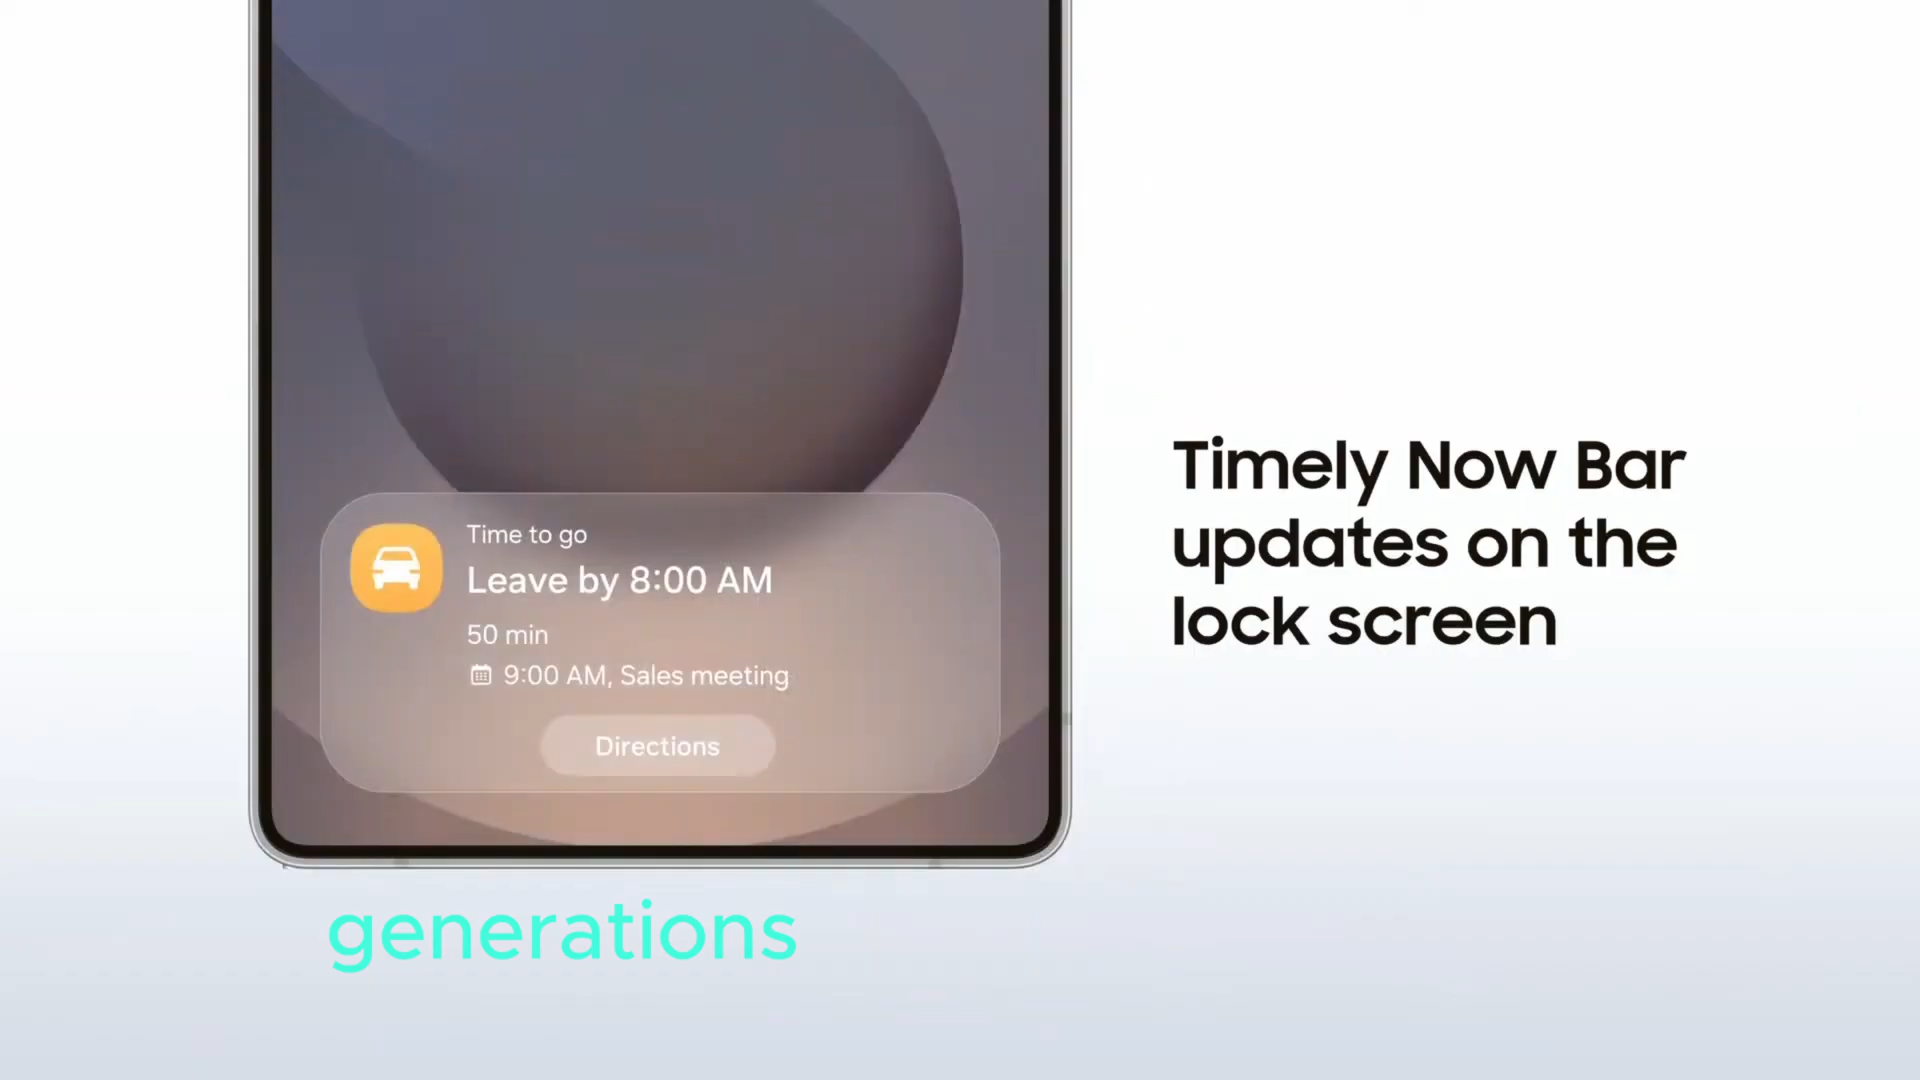 Time to go
Leave by 8:00 AM
50 min
9:00 AM, Sales meeting
Directions
Timely Now Bar
updates on the
lock screen
generations